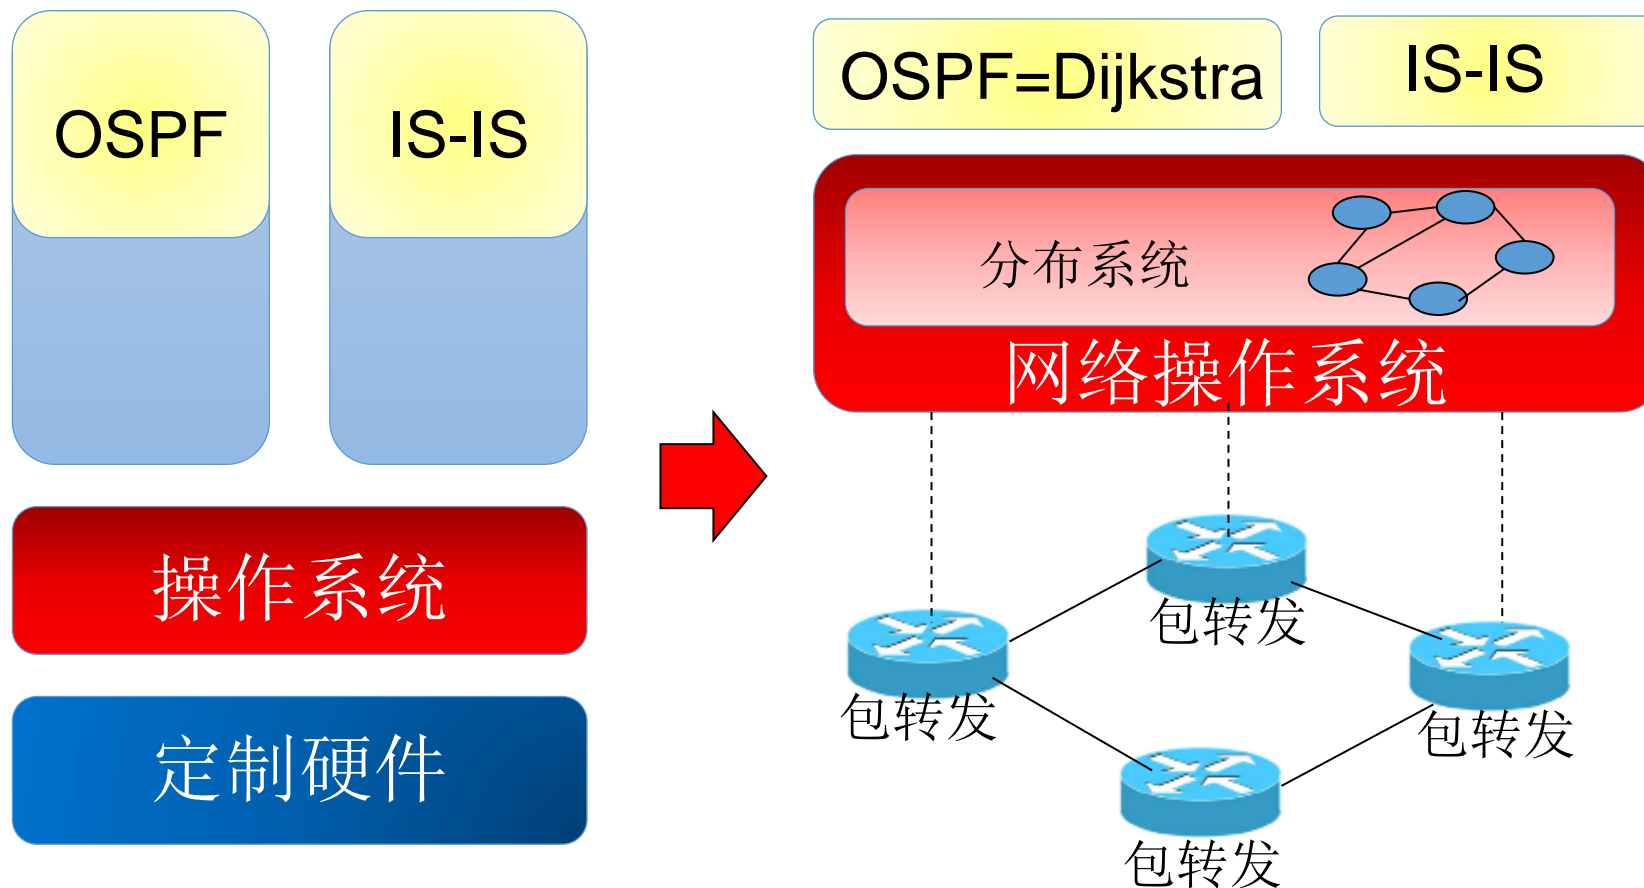 OSPF
IS-IS
操作系统
定制硬件
OSPF=Dijkstra
IS-IS
分布系统
网络操作系统
包转发
包转发
包转发
包转发